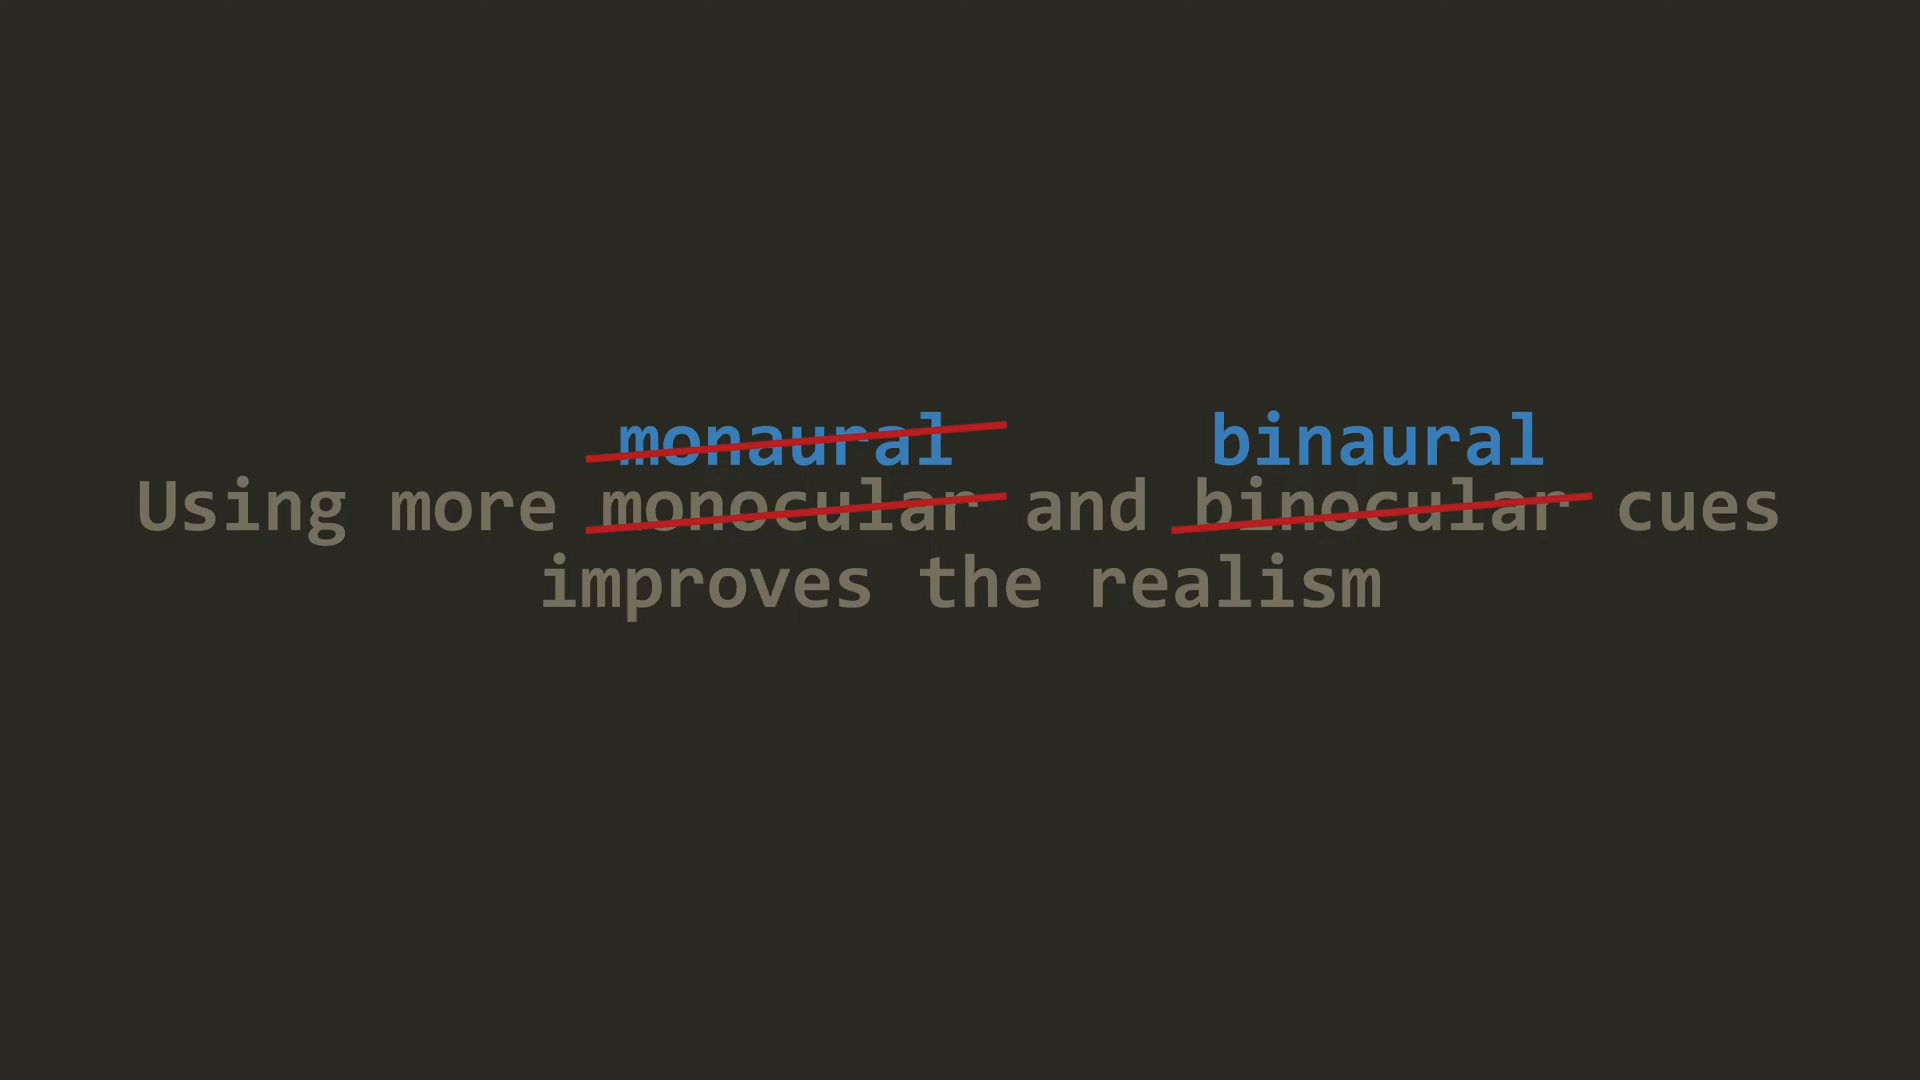 monaural binaural
Using more monocular and binocular cues
improves the realism